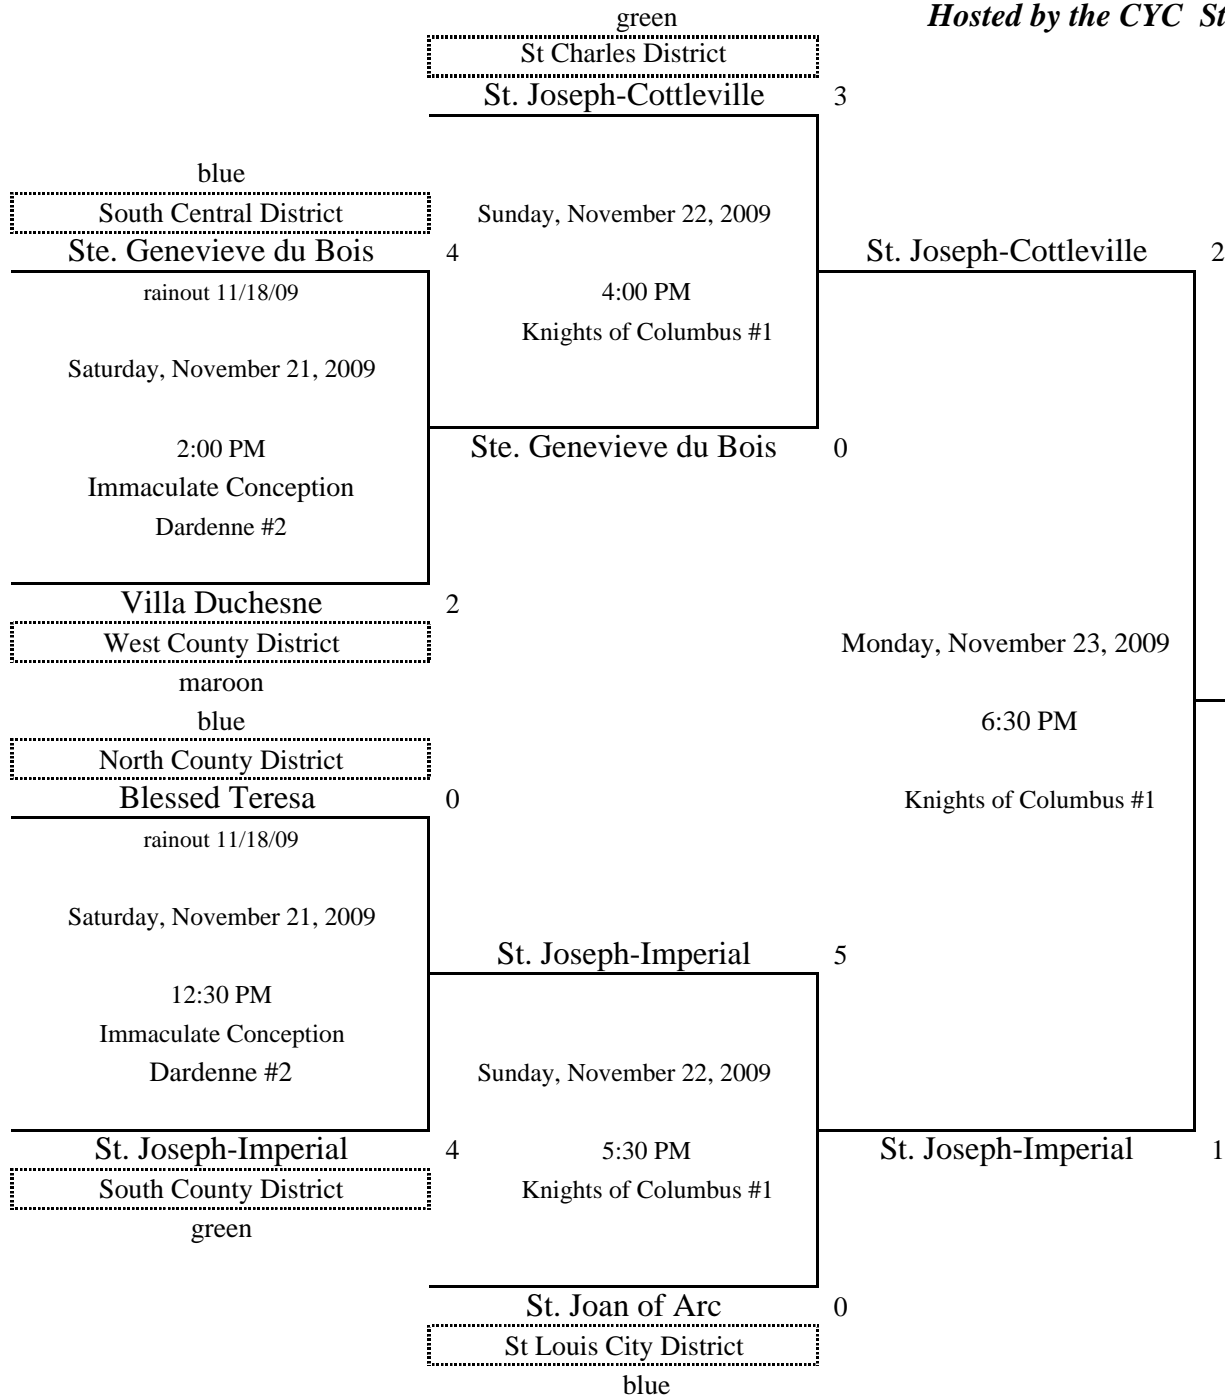 Hosted by the CYC St
green
St Charles District
St. Joseph-Cottleville 3
blue
South Central District
Sunday, November 22, 2009
Ste. Genevieve du Bois 4
St. Joseph-Cottleville 2
rainout 11/18/09
4:00 PM
Knights of Columbus #1
Saturday, November 21, 2009
2:00 PM
Ste. Genevieve du Bois 0
Immaculate Conception
Dardenne #2
Villa Duchesne 2
West County District
Monday, November 23, 2009
maroon
blue
6:30 PM
North County District
Blessed Teresa 0
Knights of Columbus #1
rainout 11/18/09
Saturday, November 21, 2009
St. Joseph-Imperial 5
12:30 PM
Immaculate Conception
Dardenne #2
Sunday, November 22, 2009
St. Joseph-Imperial 4
5:30 PM
St. Joseph-Imperial 1
South County District
Knights of Columbus #1
green
St. Joan of Arc 0
St Louis City District
blue